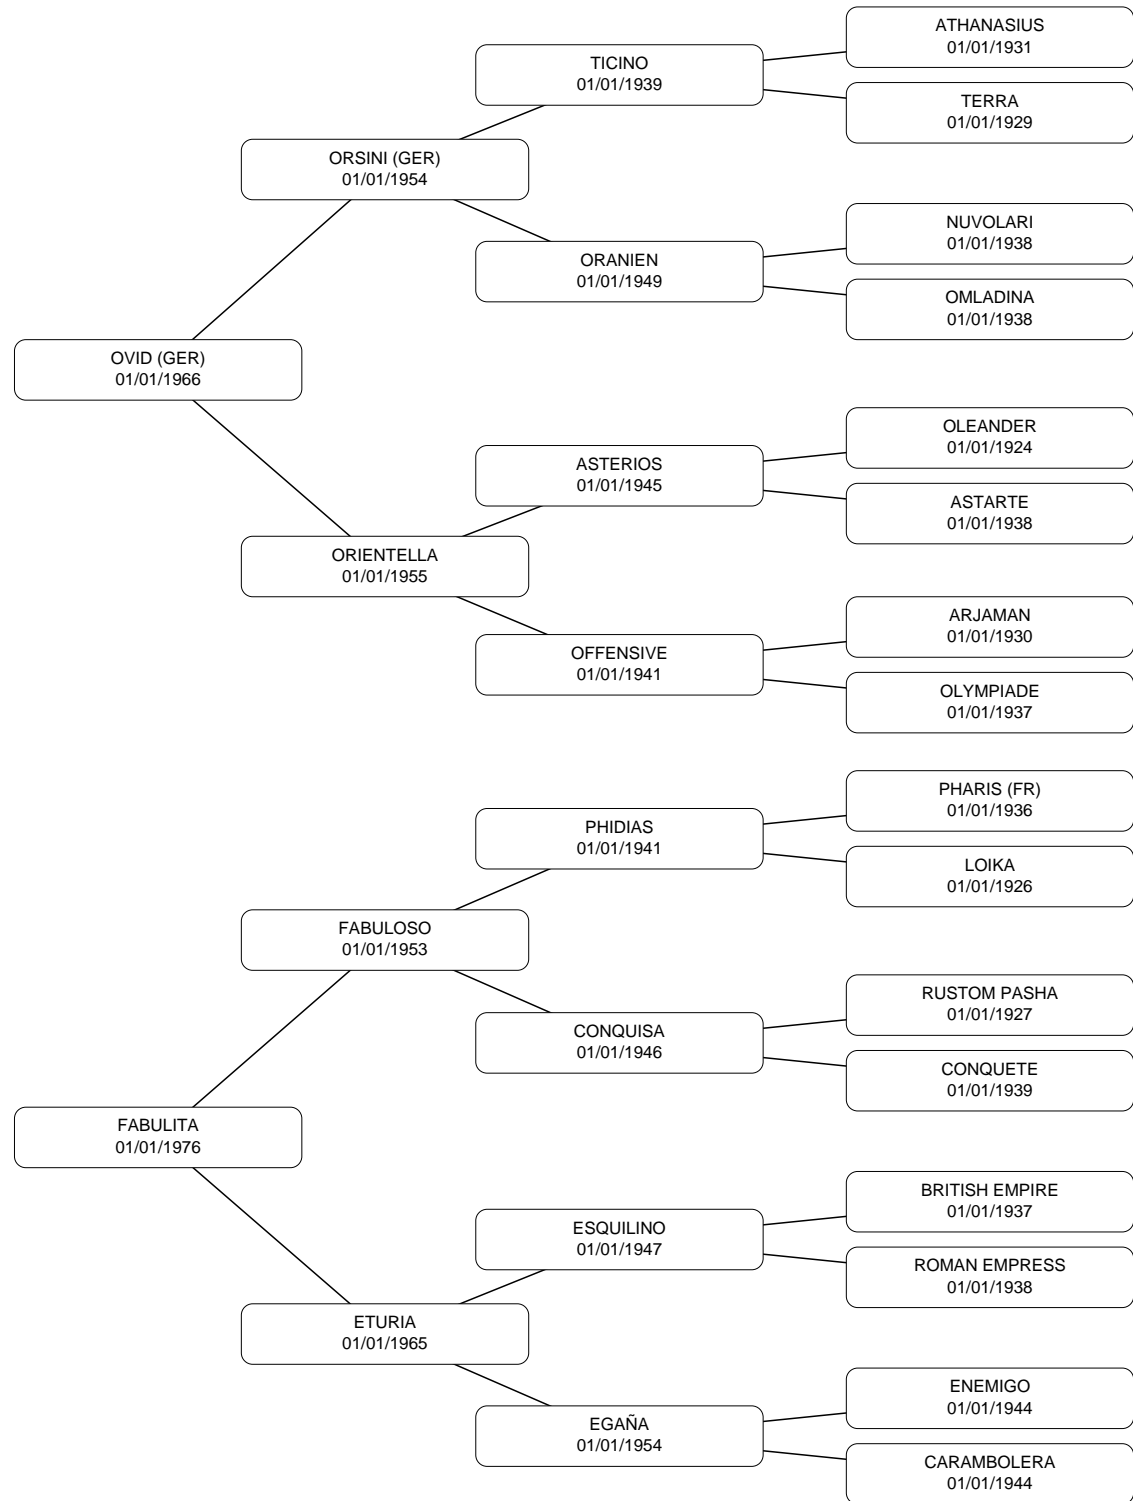 ATHANASIUS
01/01/1931
TICINO
01/01/1939
TERRA
01/01/1929
ORSINI (GER)
01/01/1954
NUVOLARI
01/01/1938
ORANIEN
01/01/1949
OMLADINA
01/01/1938
OVID (GER)
01/01/1966
OLEANDER
01/01/1924
ASTERIOS
01/01/1945
ASTARTE
01/01/1938
ORIENTELLA
01/01/1955
ARJAMAN
01/01/1930
OFFENSIVE
01/01/1941
OLYMPIADE
01/01/1937
PHARIS (FR)
01/01/1936
PHIDIAS
01/01/1941
LOIKA
01/01/1926
FABULOSO
01/01/1953
RUSTOM PASHA
01/01/1927
CONQUISA
01/01/1946
CONQUETE
01/01/1939
FABULITA
01/01/1976
BRITISH EMPIRE
01/01/1937
ESQUILINO
01/01/1947
ROMAN EMPRESS
01/01/1938
ETURIA
01/01/1965
ENEMIGO
01/01/1944
EGAÑA
01/01/1954
CARAMBOLERA
01/01/1944